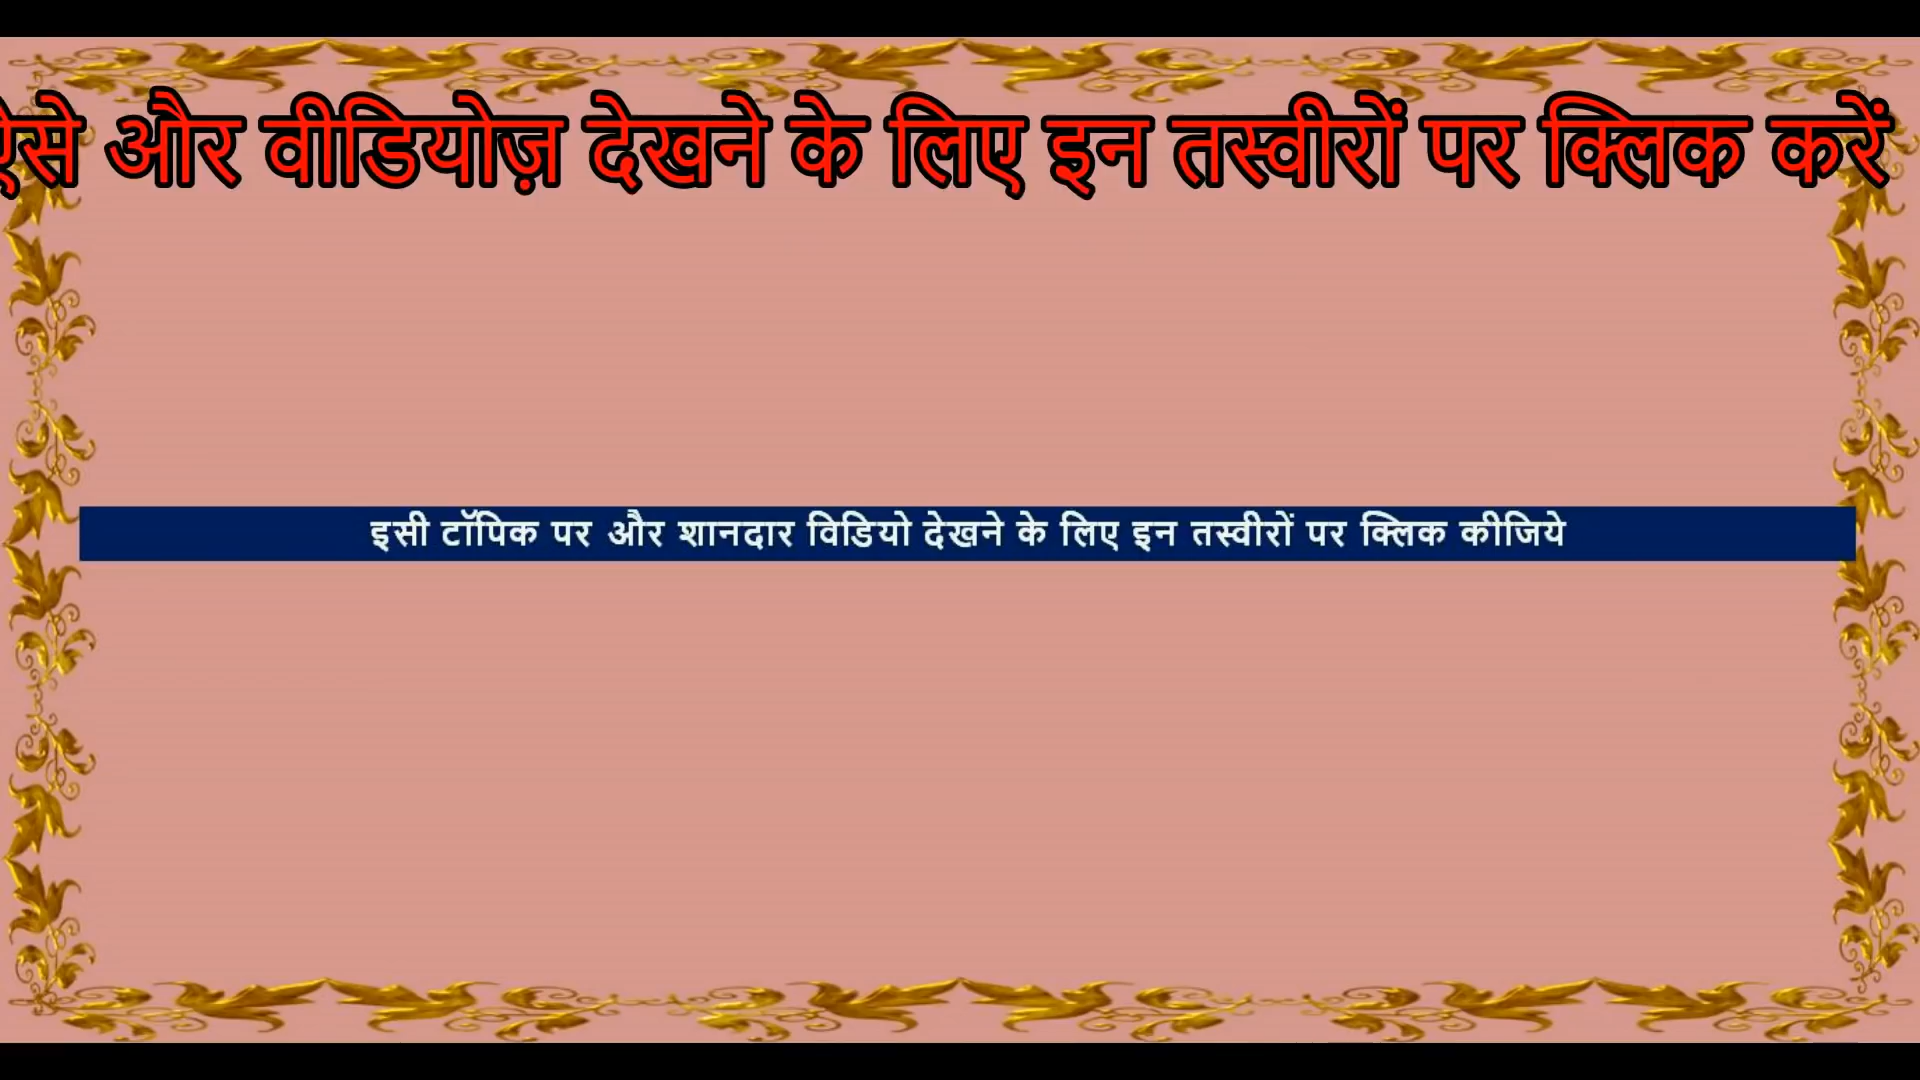 ऐसे और वीडियोज़ देखने के लिए इन तस्वीरों पर क्लिक करें
इसी टॉपिक पर और शानदार विडियो देखने के लिए इन तस्वीरों पर क्लिक कीजिये